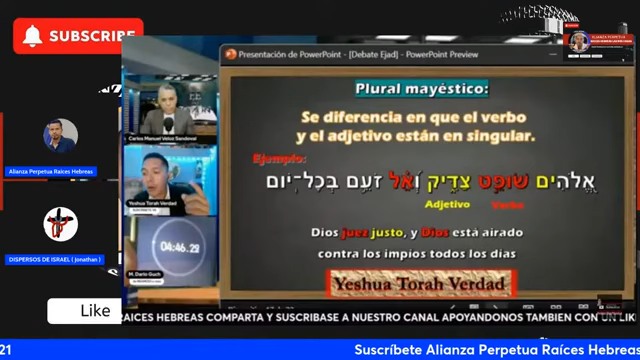 SUBSCRIBE
Presentación de PowerPoint - [Debate Ejad] - PowerPoint Preview
Plural mayéstico:
Se diferencia en que el verbo
y el adjetivo están en singular.
Ejemplo:
אֱלֹהִים שׁוֹפֵט צַדִּיק וְאֵל זֹעֵם בְּכָל־יוֹם
Adjetivo
Verbo
Dios juez justo, y Dios está airado
contra los impíos todos los días
Yeshua Torah Verdad
Carlos Manuel Veloz Sandoval
Yeshua Torah Verdad
04:46.22
M. Dario Guch
Alianza Perpetua Raices Hebreas
DISPERSOS DE ISRAEL ( jonathan )
Like
RAICES HEBREAS COMPARTA Y SUSCRIBASE A NUESTRO CANAL APOYANDONOS TAMBIEN CON UN LIK
21
Suscríbete Alianza Perpetua Raíces Hebreas